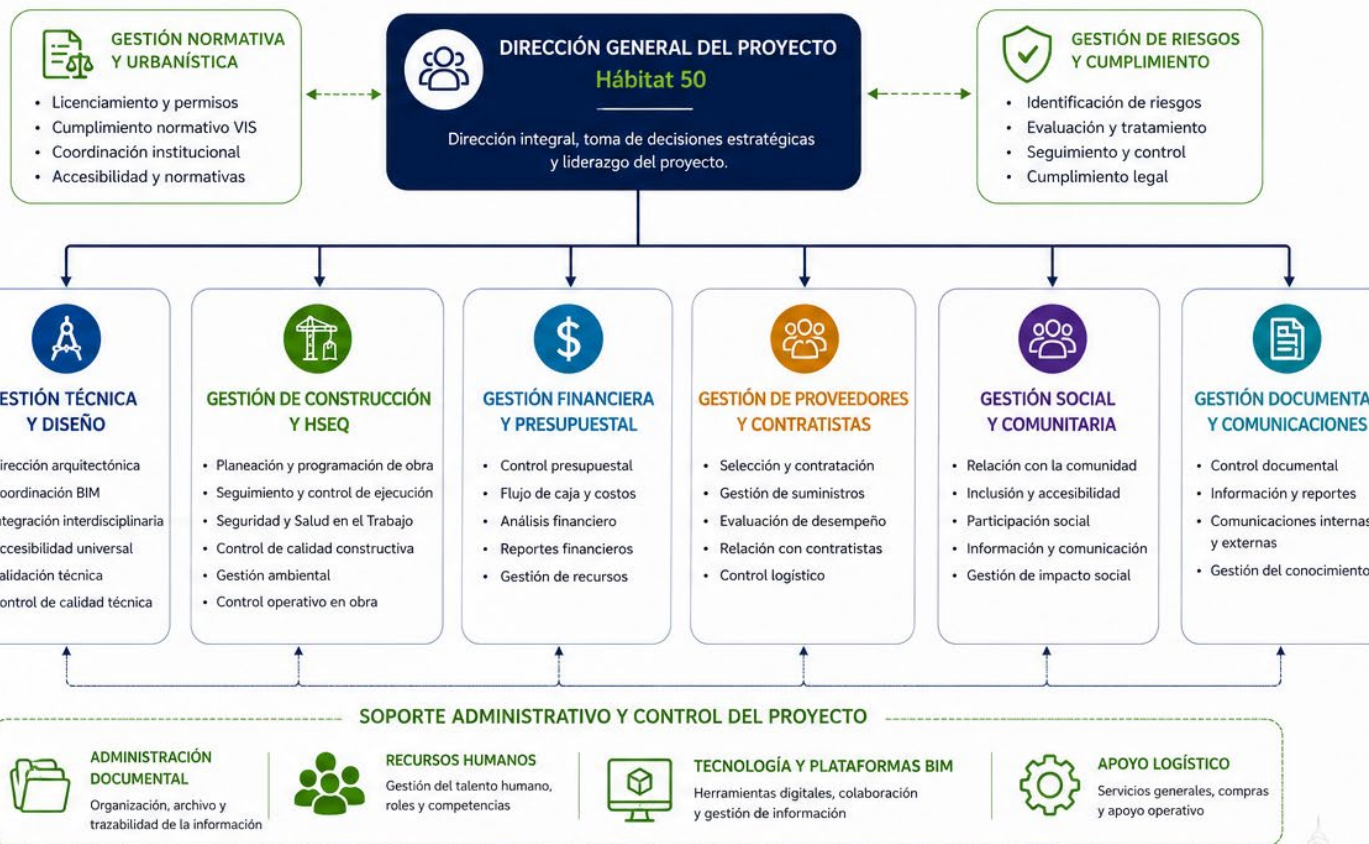 GESTIÓN NORMATIVA
Y URBANÍSTICA
• Licenciamiento y permisos
• Cumplimiento normativo VIS
• Coordinación institucional
• Accesibilidad y normativas
DIRECCIÓN GENERAL DEL PROYECTO
Hábitat 50
Dirección integral, toma de decisiones estratégicas
y liderazgo del proyecto.
GESTIÓN DE RIESGOS
Y CUMPLIMIENTO
• Identificación de riesgos
• Evaluación y tratamiento
• Seguimiento y control
• Cumplimiento legal
ESTIÓN TÉCNICA
Y DISEÑO
irección arquitectónica
oordinación BIM
ntegración interdisciplinaria
ccesibilidad universal
alidación técnica
ontrol de calidad técnica
GESTIÓN DE CONSTRUCCIÓN
Y HSEQ
• Planeación y programación de obra
• Seguimiento y control de ejecución
• Seguridad y Salud en el Trabajo
• Control de calidad constructiva
• Gestión ambiental
• Control operativo en obra
$
GESTIÓN FINANCIERA
Y PRESUPUESTAL
• Control presupuestal
• Flujo de caja y costos
• Análisis financiero
• Reportes financieros
• Gestión de recursos
GESTIÓN DE PROVEEDORES
Y CONTRATISTAS
• Selección y contratación
• Gestión de suministros
• Evaluación de desempeño
• Relación con contratistas
• Control logístico
GESTIÓN SOCIAL
Y COMUNITARIA
• Relación con la comunidad
• Inclusión y accesibilidad
• Participación social
• Información y comunicación
• Gestión de impacto social
GESTIÓN DOCUMENTA
Y COMUNICACIONES
• Control documental
• Información y reportes
• Comunicaciones internas
y externas
• Gestión del conocimiento
SOPORTE ADMINISTRATIVO Y CONTROL DEL PROYECTO
ADMINISTRACIÓN
DOCUMENTAL
Organización, archivo y
trazabilidad de la información
RECURSOS HUMANOS
Gestión del talento humano,
roles y competencias
TECNOLOGÍA Y PLATAFORMAS BIM
Herramientas digitales, colaboración
y gestión de información
APOYO LOGÍSTICO
Servicios generales, compras
y apoyo operativo